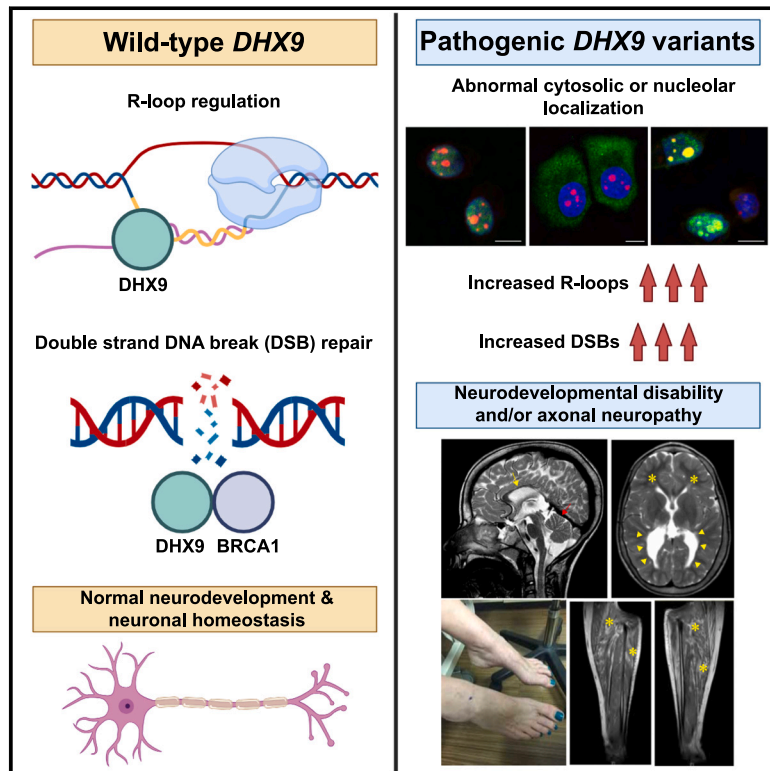 Wild-type DHX9
R-loop regulation
DHX9
Double strand DNA break (DSB) repair
DHX9 BRCA1
Normal neurodevelopment &
neuronal homeostasis
Pathogenic DHX9 variants
Abnormal cytosolic or nucleolar
localization
Increased R-loops
Increased DSBs
Neurodevelopmental disability
and/or axonal neuropathy